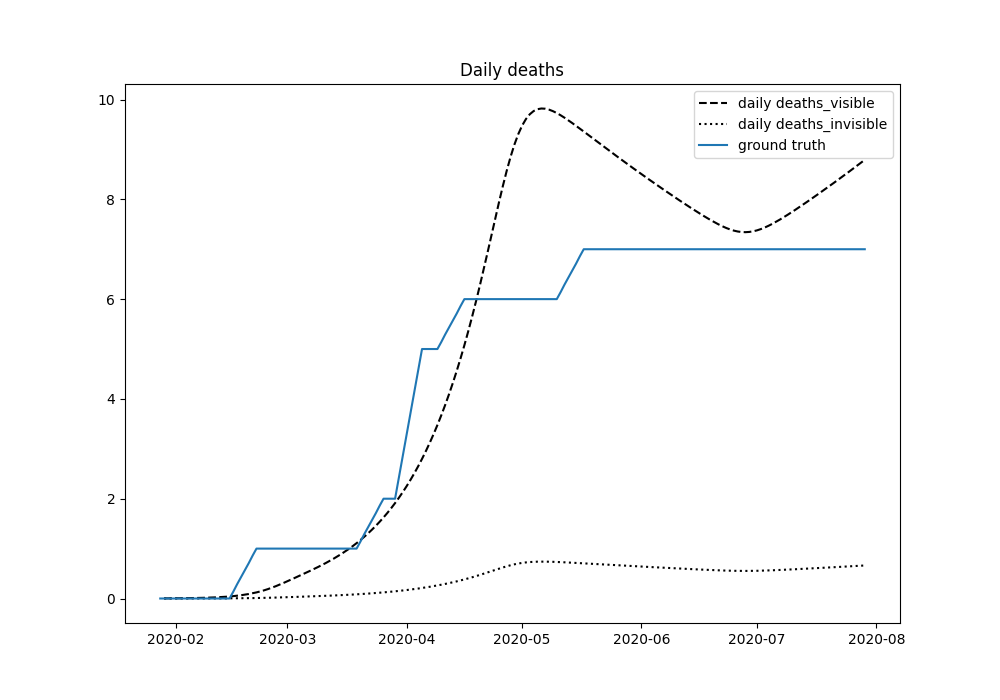 Daily deaths
daily deaths_visible
daily deaths_invisible
ground truth
10
8
6
4
2
0
2020-02 2020-03 2020-04 2020-05 2020-06 2020-07 2020-08